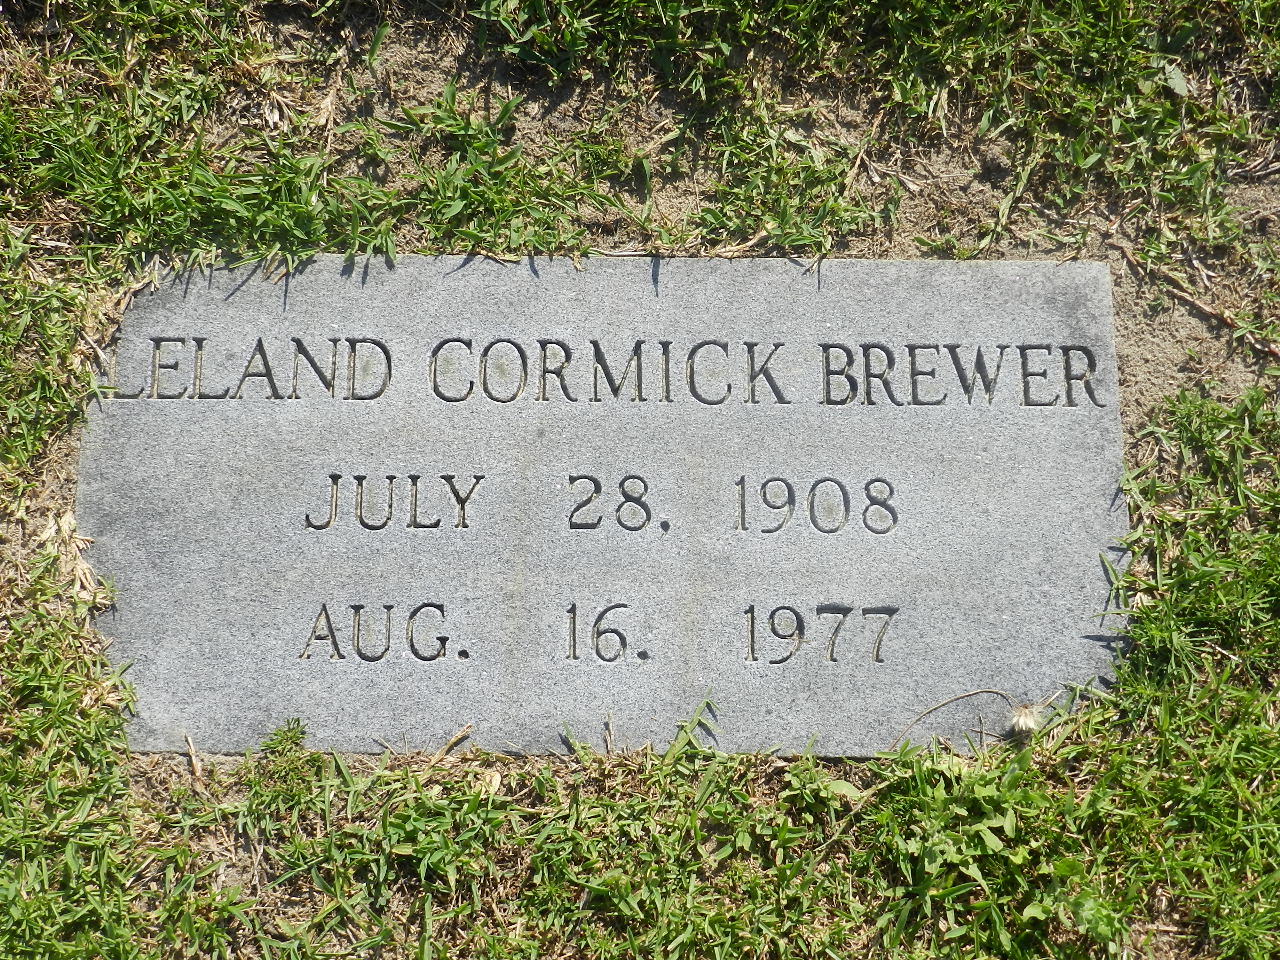 LELAND CORMICK BREWER
JULY 28, 1908
AUG. 16, 1977